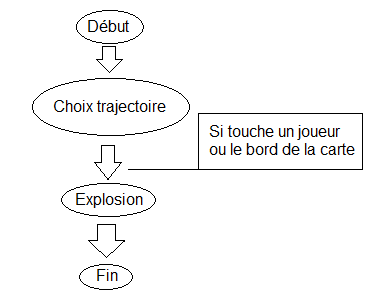 Début
Choix trajectoire
Si touche un joueur
ou le bord de la carte
Explosion
Fin